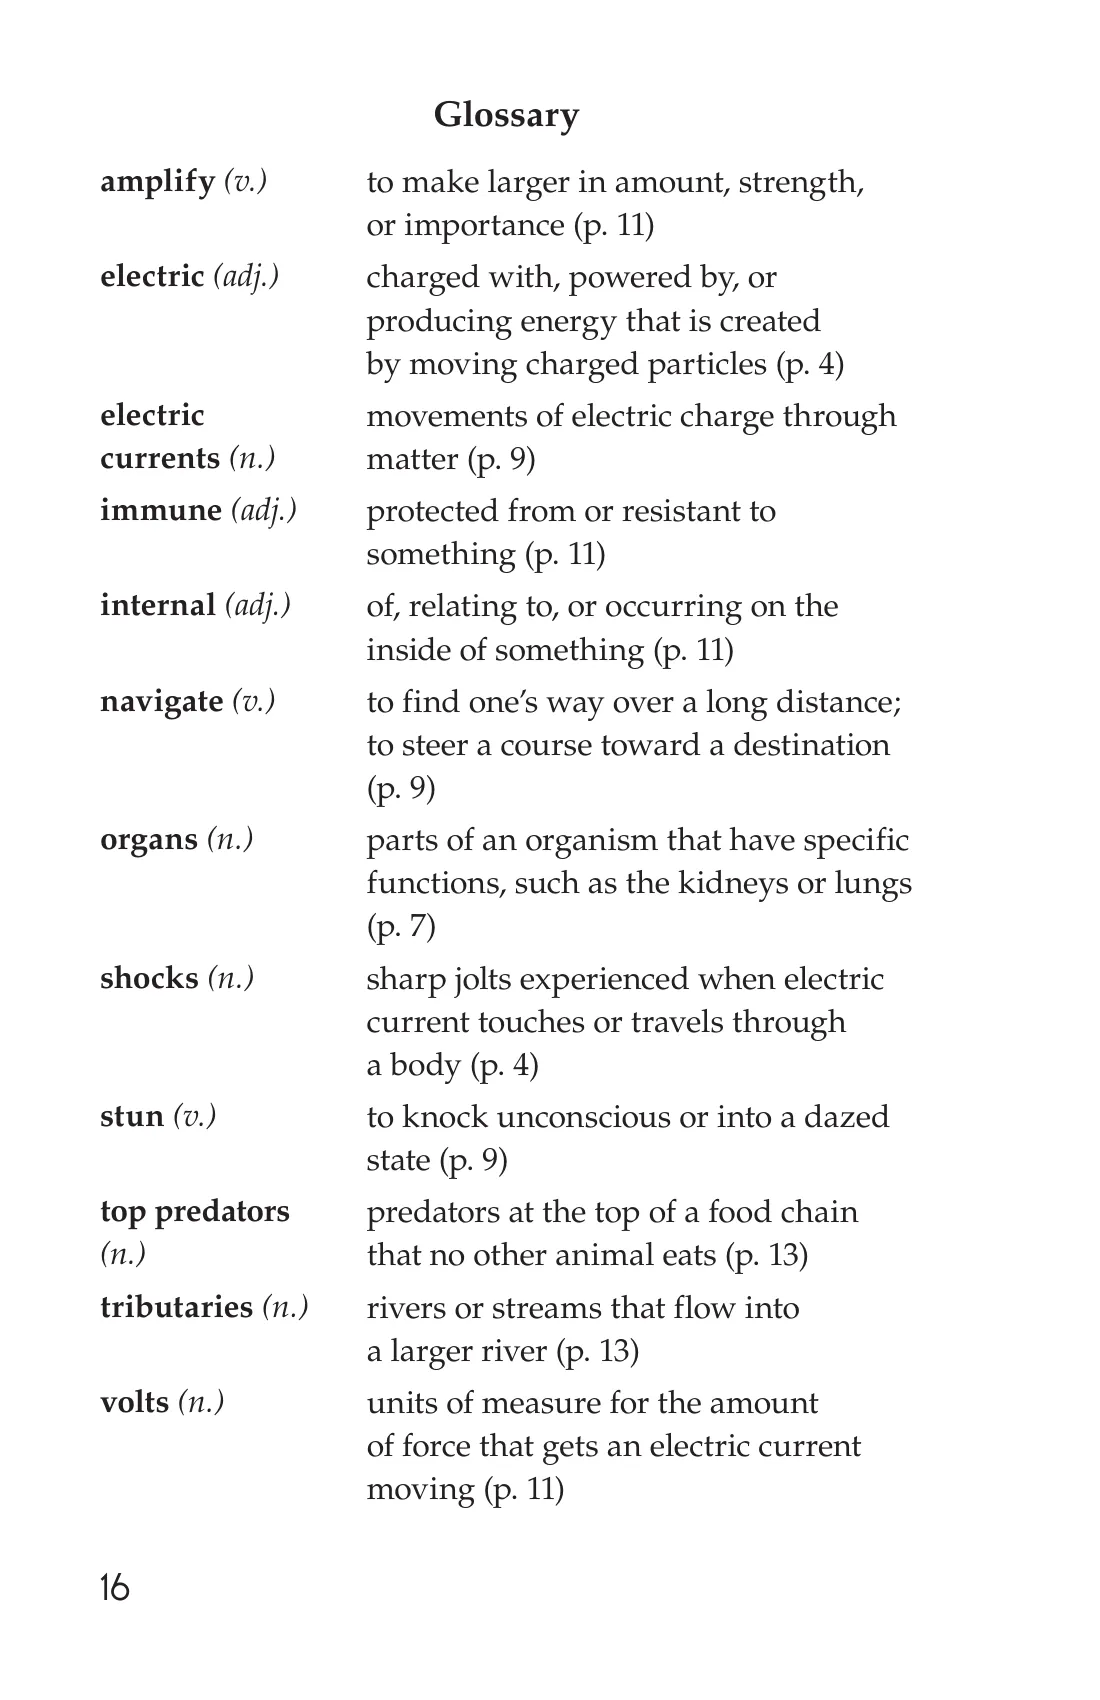 Glossary
amplify (v.) to make larger in amount, strength,
or importance (p. 11)
electric (adj.) charged with, powered by, or
producing energy that is created
by moving charged particles (p. 4)
electric movements of electric charge through
currents (n.) matter (p. 9)
immune (adj.) protected from or resistant to
something (p. 11)
internal (adj.) of, relating to, or occurring on the
inside of something (p. 11)
navigate (v.) to find one’s way over a long distance;
to steer a course toward a destination
(p. 9)
organs (n.) parts of an organism that have specific
functions, such as the kidneys or lungs
(p. 7)
shocks (n.) sharp jolts experienced when electric
current touches or travels through
a body (p. 4)
stun (v.) to knock unconscious or into a dazed
state (p. 9)
top predators predators at the top of a food chain
(n.) that no other animal eats (p. 13)
tributaries (n.) rivers or streams that flow into
a larger river (p. 13)
volts (n.) units of measure for the amount
of force that gets an electric current
moving (p. 11)
16